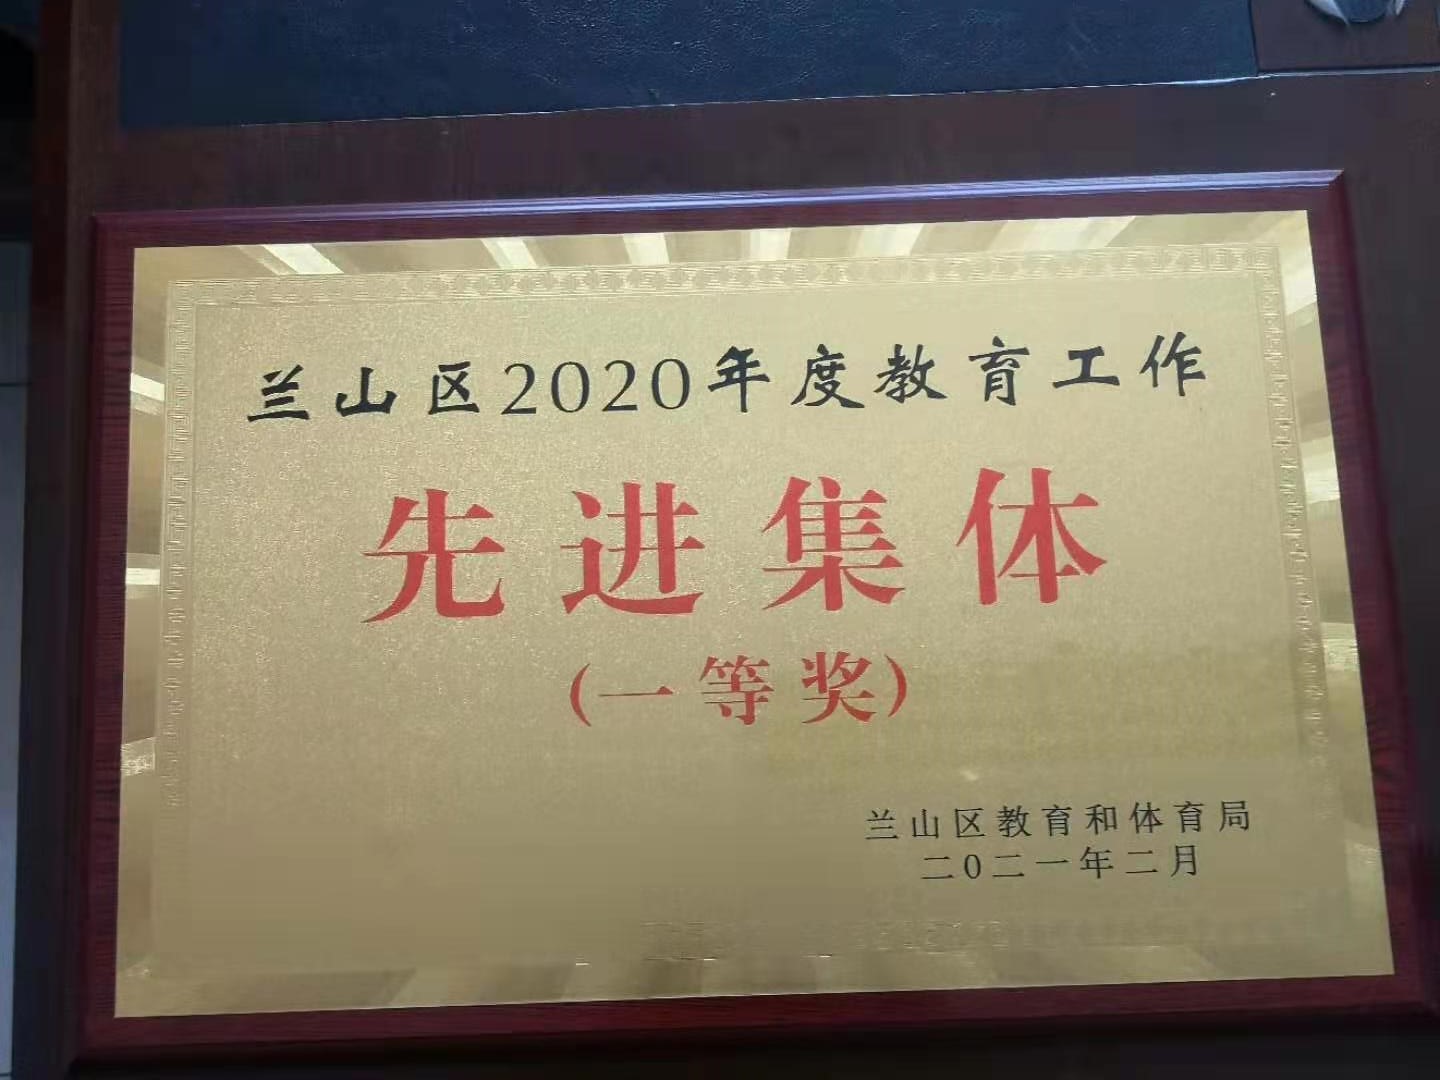 兰山区2020年度教育工作
先进集体
(一等奖)
兰山区教育和体育局
二0二一年二月